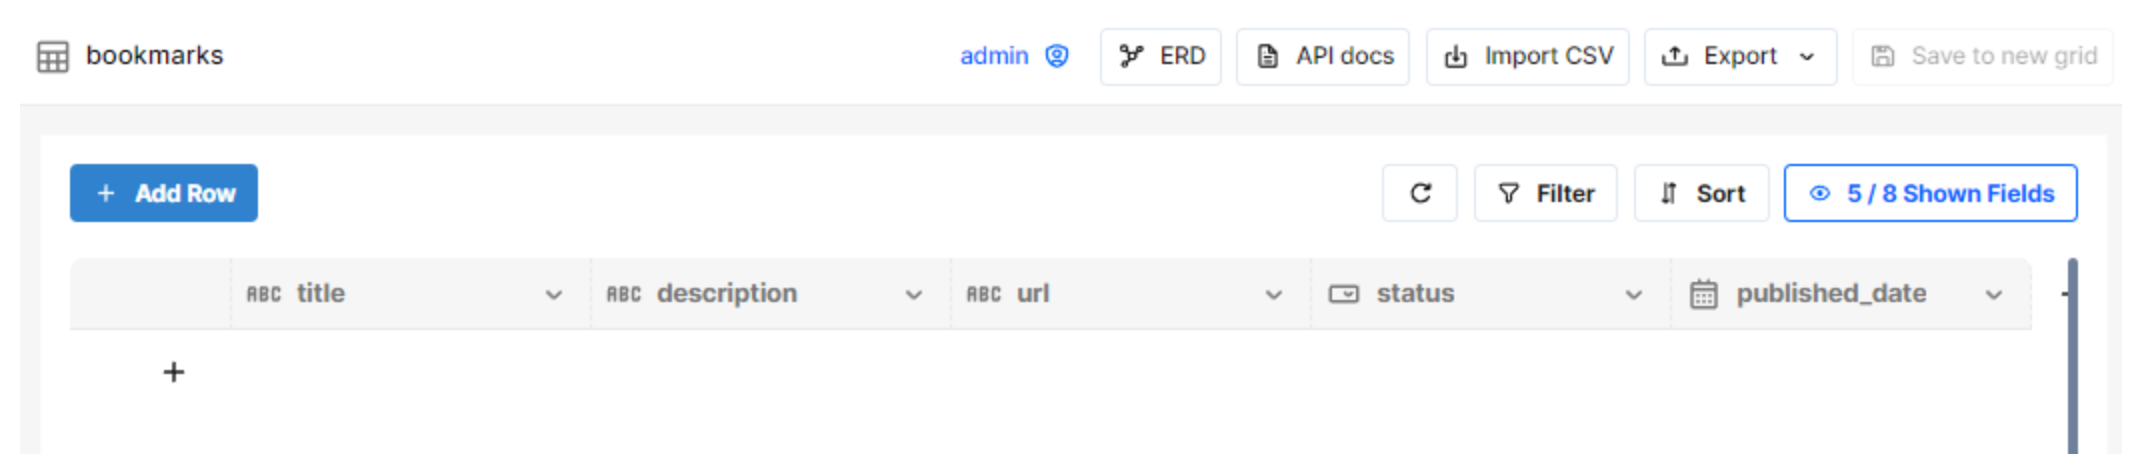 bookmarks admin ERD API docs Import CSV Export Save to new grid
+ Add Row Filter Sort 5 / 8 Shown Fields
ABC title ABC description ABC url status published_date
+